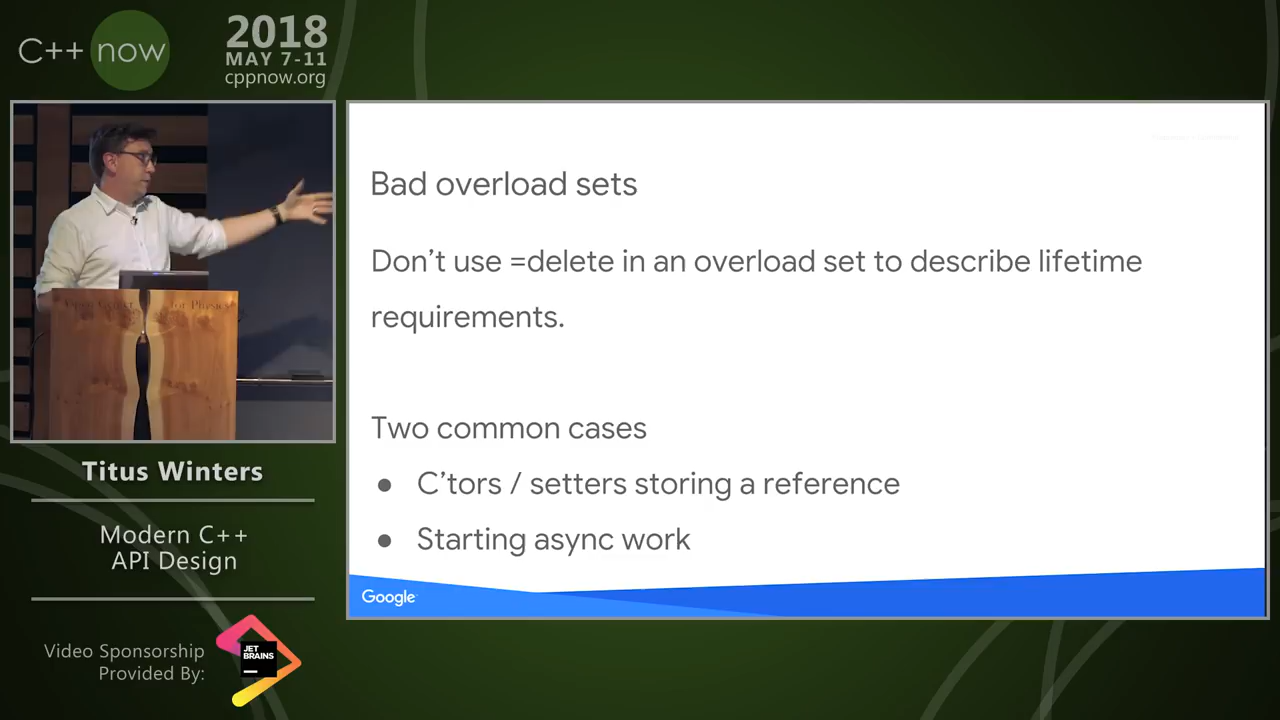 C++ now
2018
MAY 7-11
cppnow.org
Bad overload sets
Don't use =delete in an overload set to describe lifetime
requirements.
Two common cases
● C'tors / setters storing a reference
● Starting async work
Google
Titus Winters
Modern C++
API Design
Video Sponsorship
Provided By:
JET
BRAINS